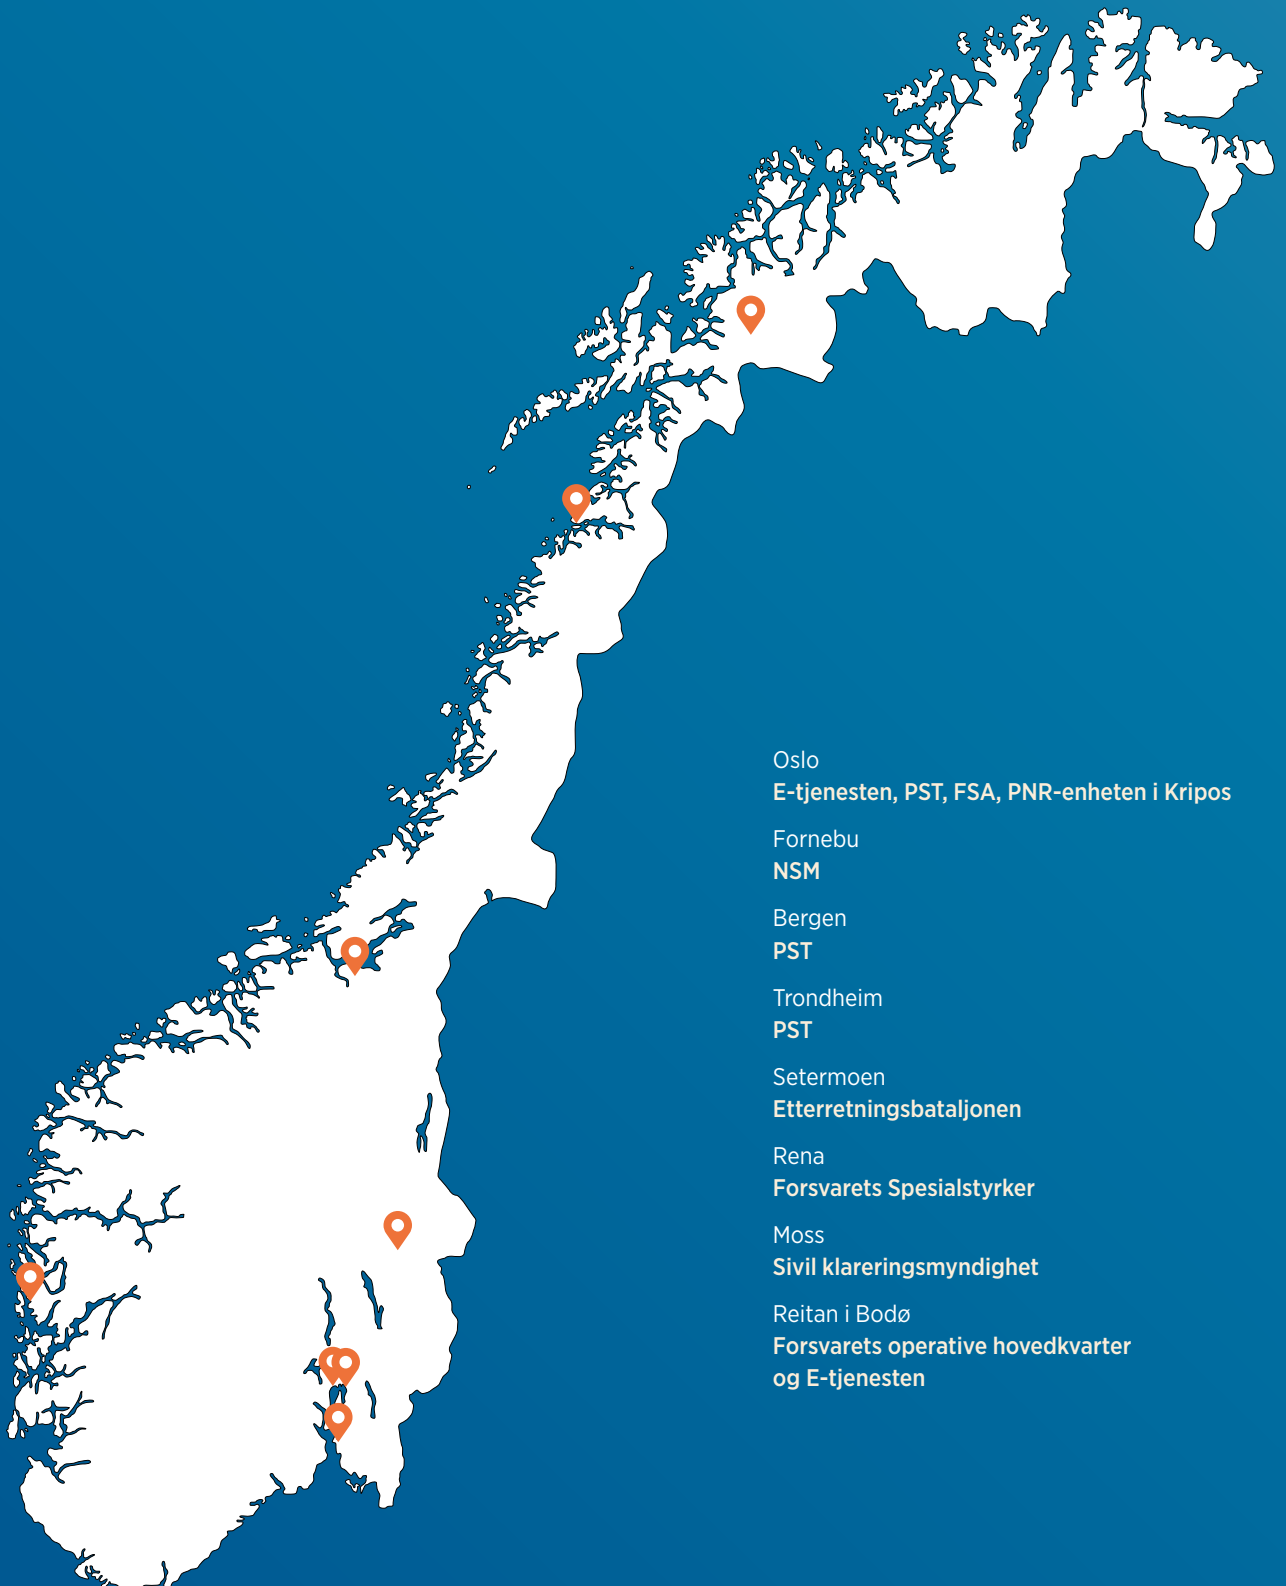 Oslo
E-tjenesten, PST, FSA, PNR-enheten i Kripos
Fornebu
NSM
Bergen
PST
Trondheim
PST
Setermoen
Etterretningsbataljonen
Rena
Forsvarets Spesialstyrker
Moss
Sivil klareringsmyndighet
Reitan i Bodø
Forsvarets operative hovedkvarter
og E-tjenesten